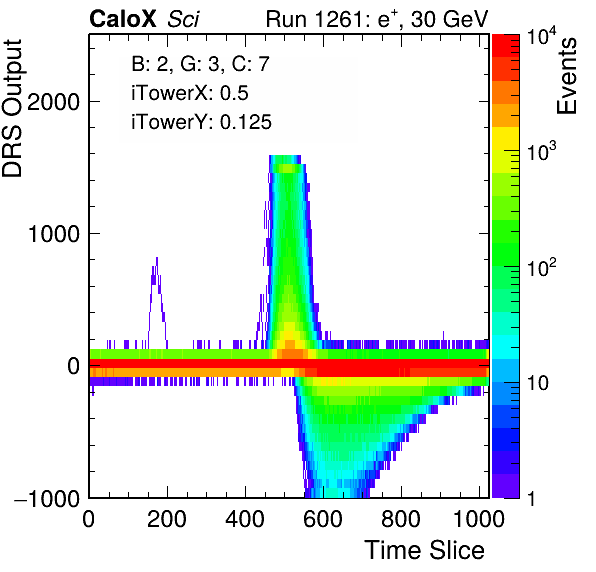 CaloX Sci Run 1261: e+, 30 GeV
B: 2, G: 3, C: 7
iTowerX: 0.5
iTowerY: 0.125
DRS Output
2000
1000
0
−1000
0 200 400 600 800 1000
Time Slice
Events
10^4
10^3
10^2
10
1